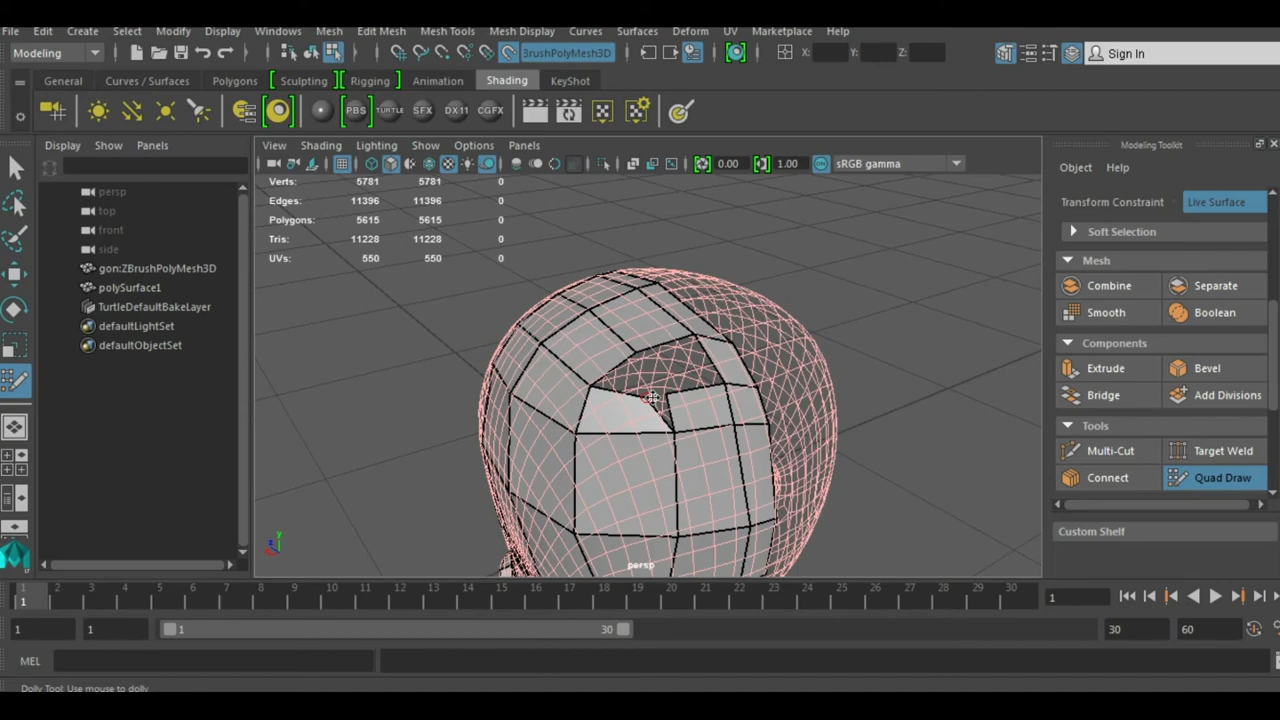 File Edit Create Select Modify Display Windows Mesh Edit Mesh Mesh Tools Mesh Display Curves Surfaces Deform UV Marketplace Help
Modeling BrushPolyMesh3D X: Y: Z: Sign In
General Curves / Surfaces Polygons Sculpting Rigging Animation Shading KeyShot
PBS TURTLE SFX DX11 CGFX
Display Show Panels
View Shading Lighting Show Options Panels
0.00 1.00 sRGB gamma
persp
top
front
side
gon:ZBrushPolyMesh3D
polySurface1
TurtleDefaultBakeLayer
defaultLightSet
defaultObjectSet
Verts: 5781 5781 0
Edges: 11396 11396 0
Polygons: 5615 5615 0
Tris: 11228 11228 0
UVs: 550 550 0
persp
Modeling Toolkit
Object Help
Transform Constraint Live Surface
Soft Selection
Mesh
Combine Separate
Smooth Boolean
Components
Extrude Bevel
Bridge Add Divisions
Tools
Multi-Cut Target Weld
Connect Quad Draw
Custom Shelf
1 2 3 4 5 6 7 8 9 10 11 12 13 14 15 16 17 18 19 20 21 22 23 24 25 26 27 28 29 30
1 1
1 1 1 30 30 60
MEL
Dolly Tool: Use mouse to dolly